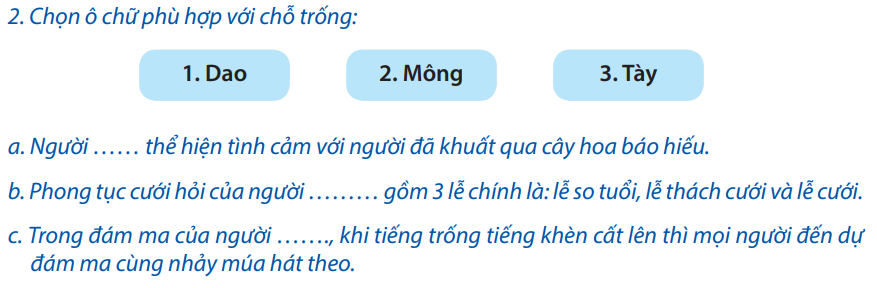 2. Chọn ô chữ phù hợp với chỗ trống:
1. Dao
2. Mông
3. Tày
a. Người …… thể hiện tình cảm với người đã khuất qua cây hoa báo hiếu.
b. Phong tục cưới hỏi của người ……… gồm 3 lễ chính là: lễ so tuổi, lễ thách cưới và lễ cưới.
c. Trong đám ma của người ……., khi tiếng trống tiếng khèn cất lên thì mọi người đến dự
đám ma cùng nhảy múa hát theo.